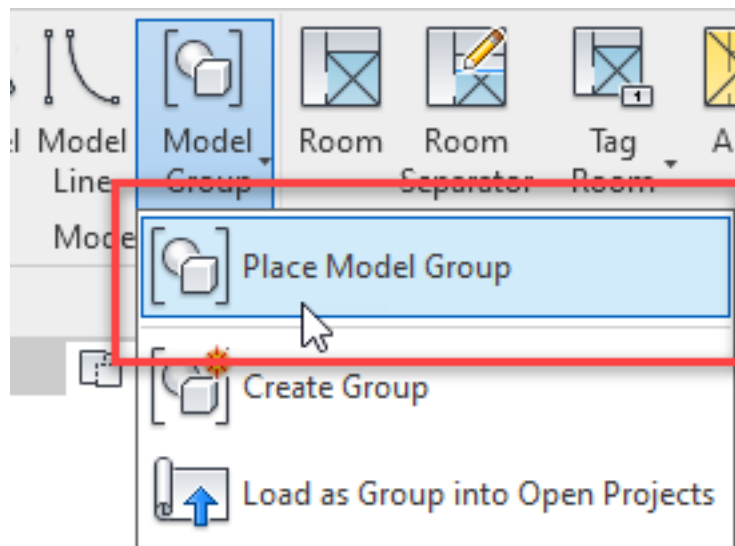 Model
Line
Model
Group
Room
Room
Separator
Tag
Room
1
A
Place Model Group
Create Group
Load as Group into Open Projects